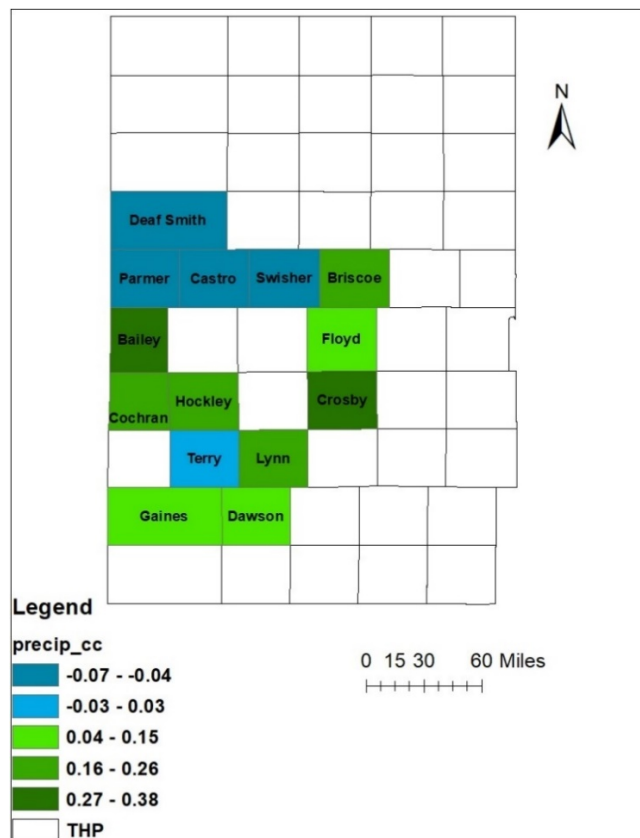 N
Deaf Smith
Parmer Castro Swisher Briscoe
Bailey Floyd
Cochran Hockley Crosby
Terry Lynn
Gaines Dawson
Legend
precip_cc
-0.07 - -0.04
-0.03 - 0.03
0.04 - 0.15
0.16 - 0.26
0.27 - 0.38
THP
0 15 30 60 Miles